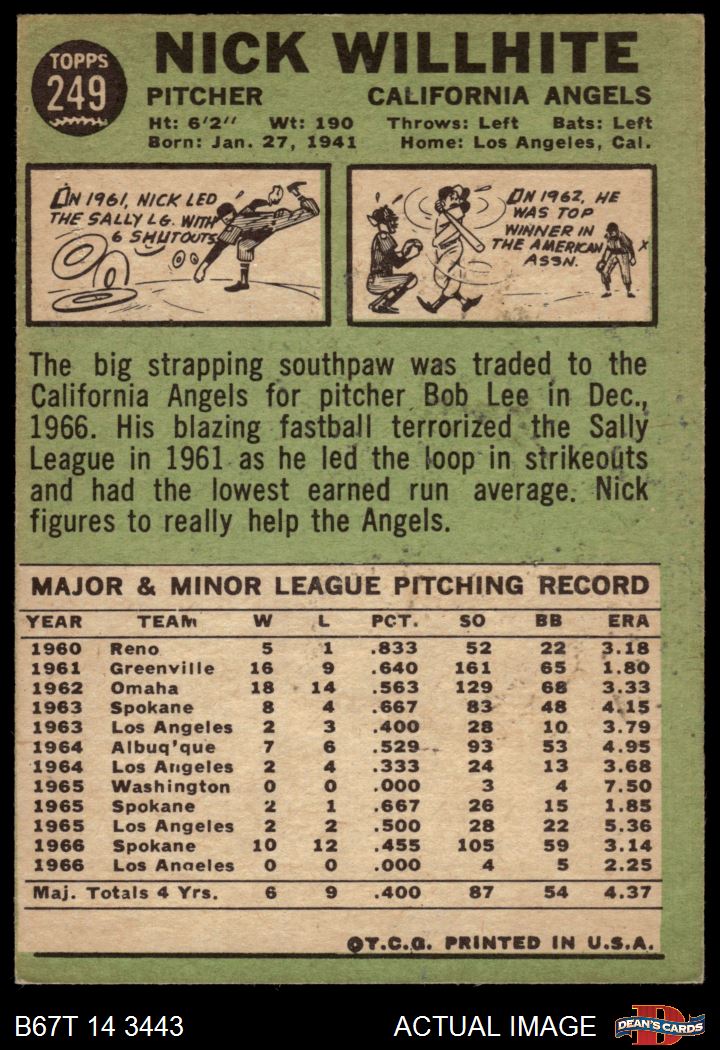 TOPPS
249
NICK WILLHITE
PITCHER CALIFORNIA ANGELS
Ht: 6'2" Wt: 190 Throws: Left Bats: Left
Born: Jan. 27, 1941 Home: Los Angeles, Cal.
IN 1961, NICK LED
THE SALLY LG. WITH
6 SHUTOUTS
IN 1962, HE
WAS TOP
WINNER IN
THE AMERICAN
ASSN.
The big strapping southpaw was traded to the
California Angels for pitcher Bob Lee in Dec.,
1966. His blazing fastball terrorized the Sally
League in 1961 as he led the loop in strikeouts
and had the lowest earned run average. Nick
figures to really help the Angels.
MAJOR & MINOR LEAGUE PITCHING RECORD
YEAR TEAM W L PCT. SO BB ERA
1960 Reno 5 1 .833 52 22 3.18
1961 Greenville 16 9 .640 161 65 1.80
1962 Omaha 18 14 .563 129 68 3.33
1963 Spokane 8 4 .667 83 48 4.15
1963 Los Angeles 2 3 .400 28 10 3.79
1964 Albuq'que 7 6 .529 93 53 4.95
1964 Los Angeles 2 4 .333 24 13 3.68
1965 Washington 0 0 .000 3 4 7.50
1965 Spokane 2 1 .667 26 15 1.85
1965 Los Angeles 2 2 .500 28 22 5.36
1966 Spokane 10 12 .455 105 59 3.14
1966 Los Angeles 0 0 .000 4 5 2.25
Maj. Totals 4 Yrs. 6 9 .400 87 54 4.37
©T.C.G. PRINTED IN U.S.A.
B67T 14 3443 ACTUAL IMAGE DEAN'S CARDS